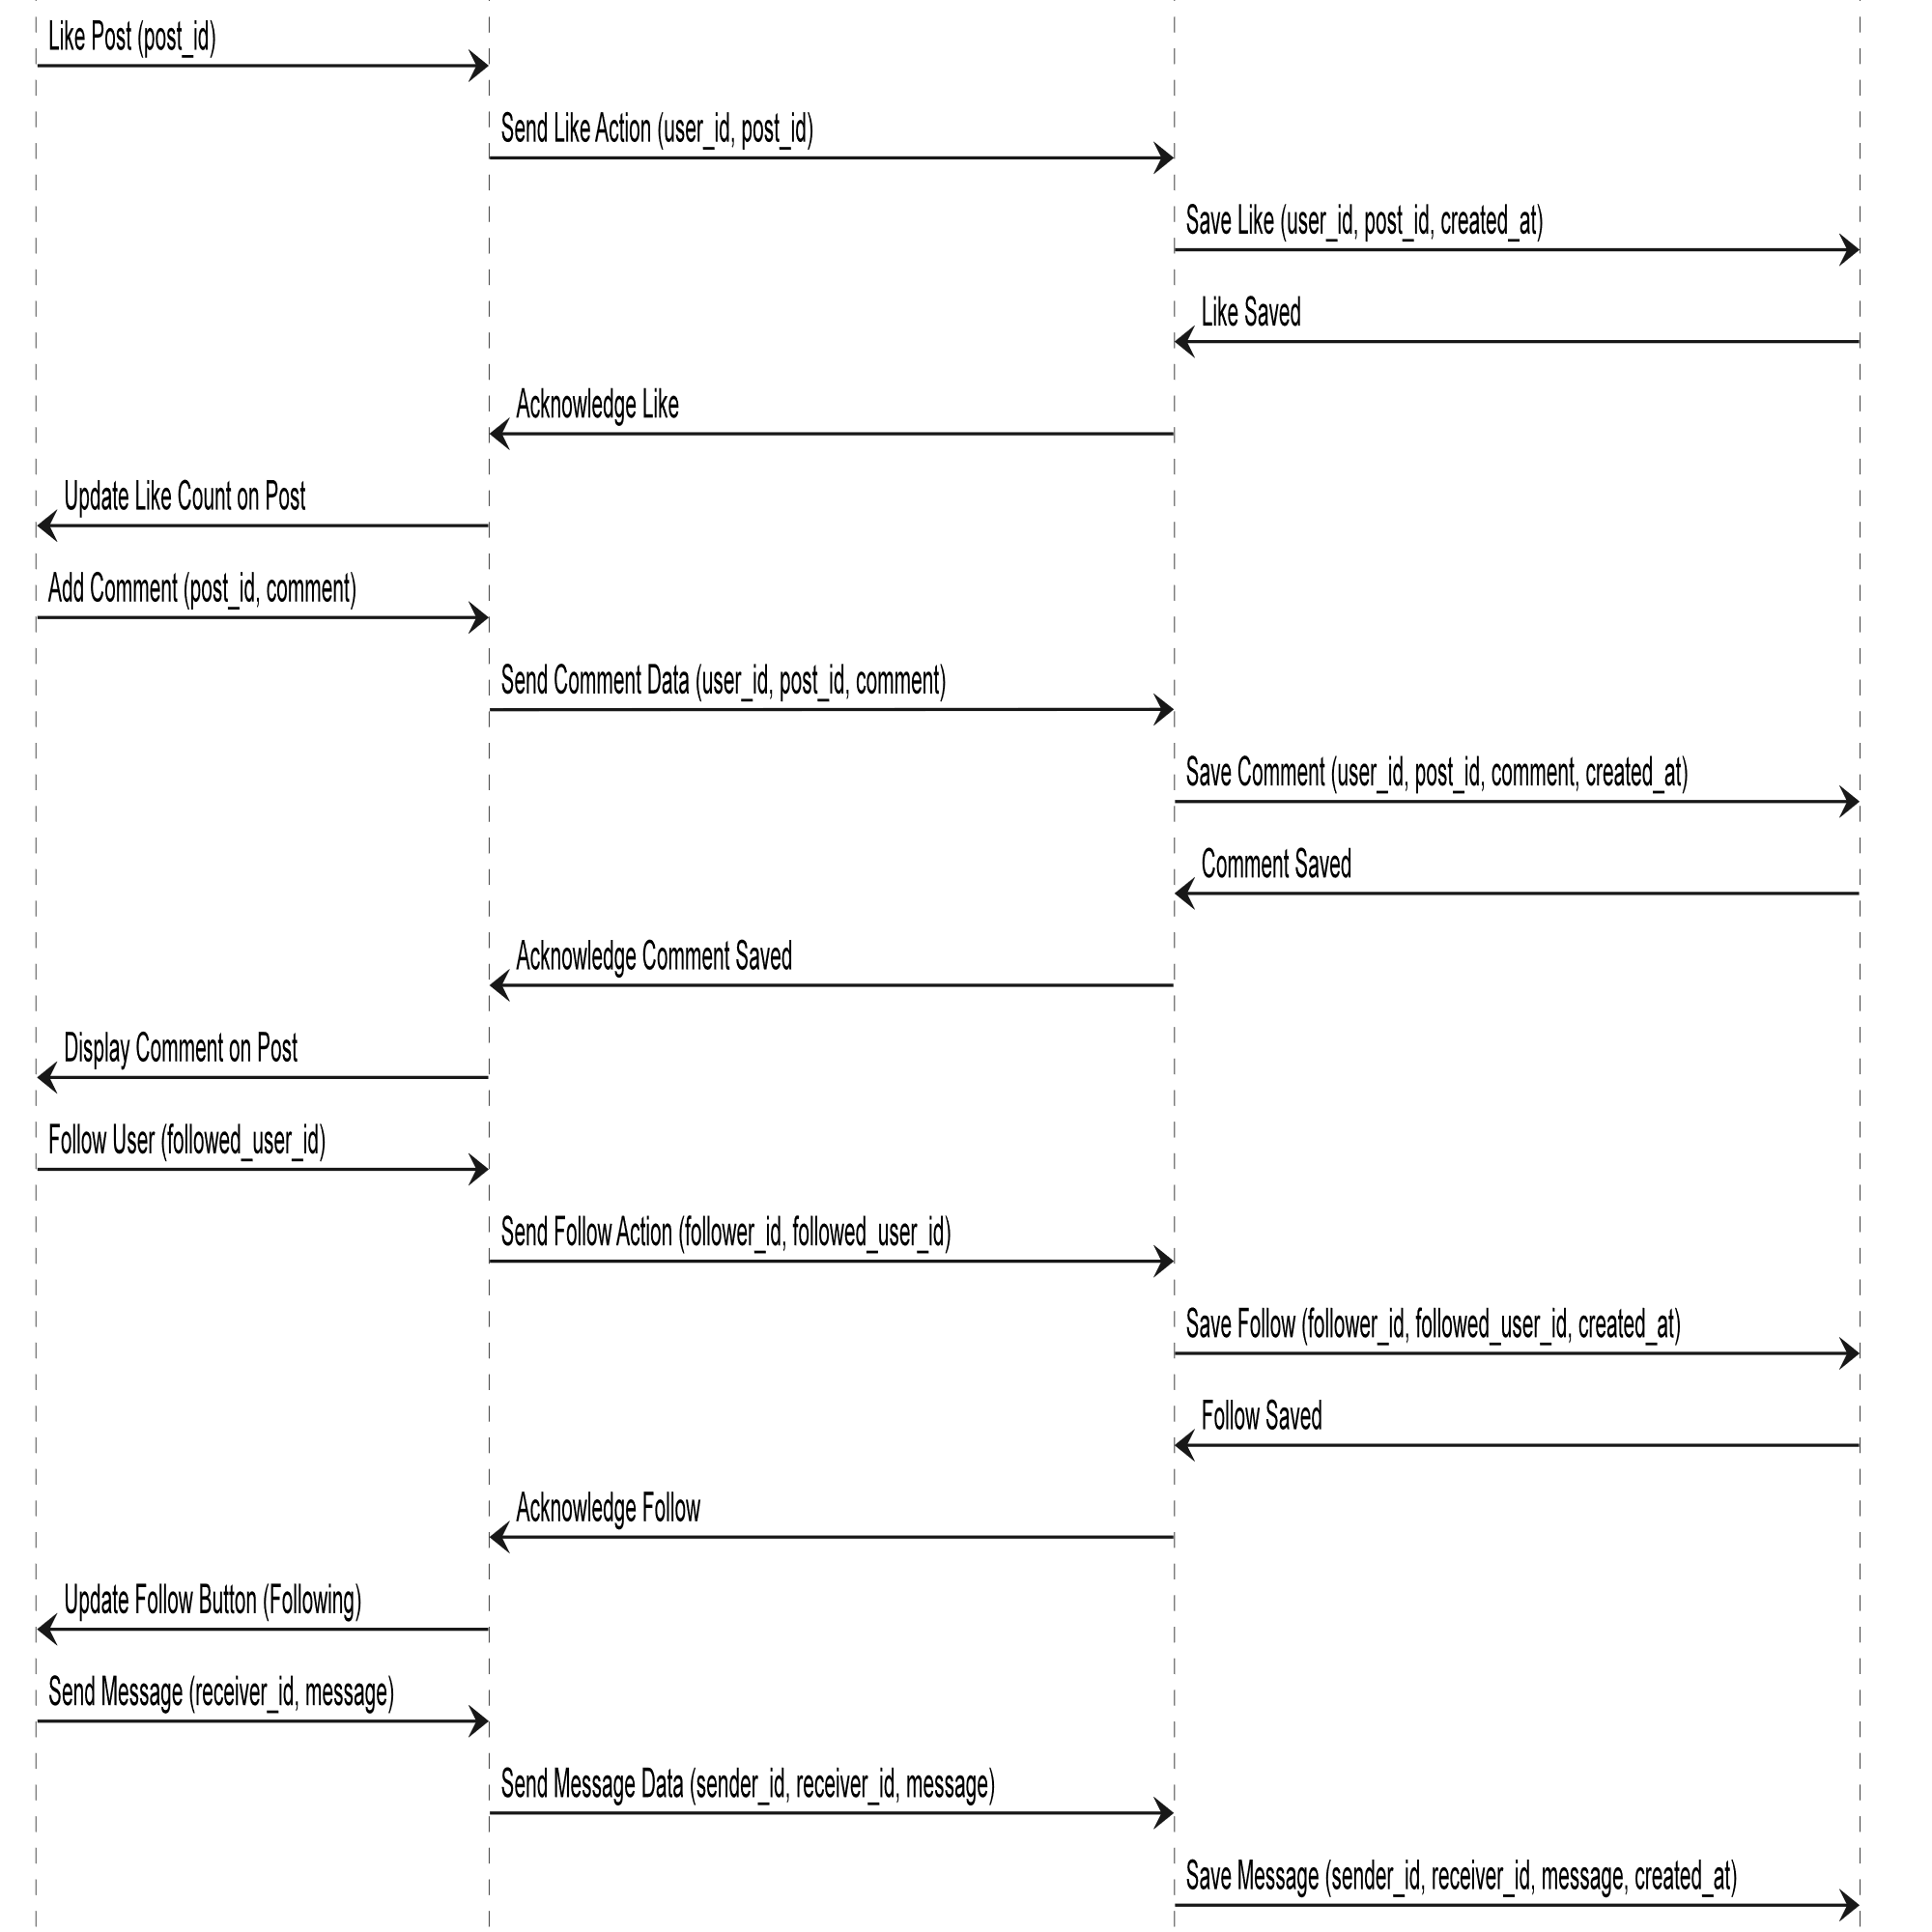 Like Post (post_id)
Send Like Action (user_id, post_id)
Save Like (user_id, post_id, created_at)
Like Saved
Acknowledge Like
Update Like Count on Post
Add Comment (post_id, comment)
Send Comment Data (user_id, post_id, comment)
Save Comment (user_id, post_id, comment, created_at)
Comment Saved
Acknowledge Comment Saved
Display Comment on Post
Follow User (followed_user_id)
Send Follow Action (follower_id, followed_user_id)
Save Follow (follower_id, followed_user_id, created_at)
Follow Saved
Acknowledge Follow
Update Follow Button (Following)
Send Message (receiver_id, message)
Send Message Data (sender_id, receiver_id, message)
Save Message (sender_id, receiver_id, message, created_at)